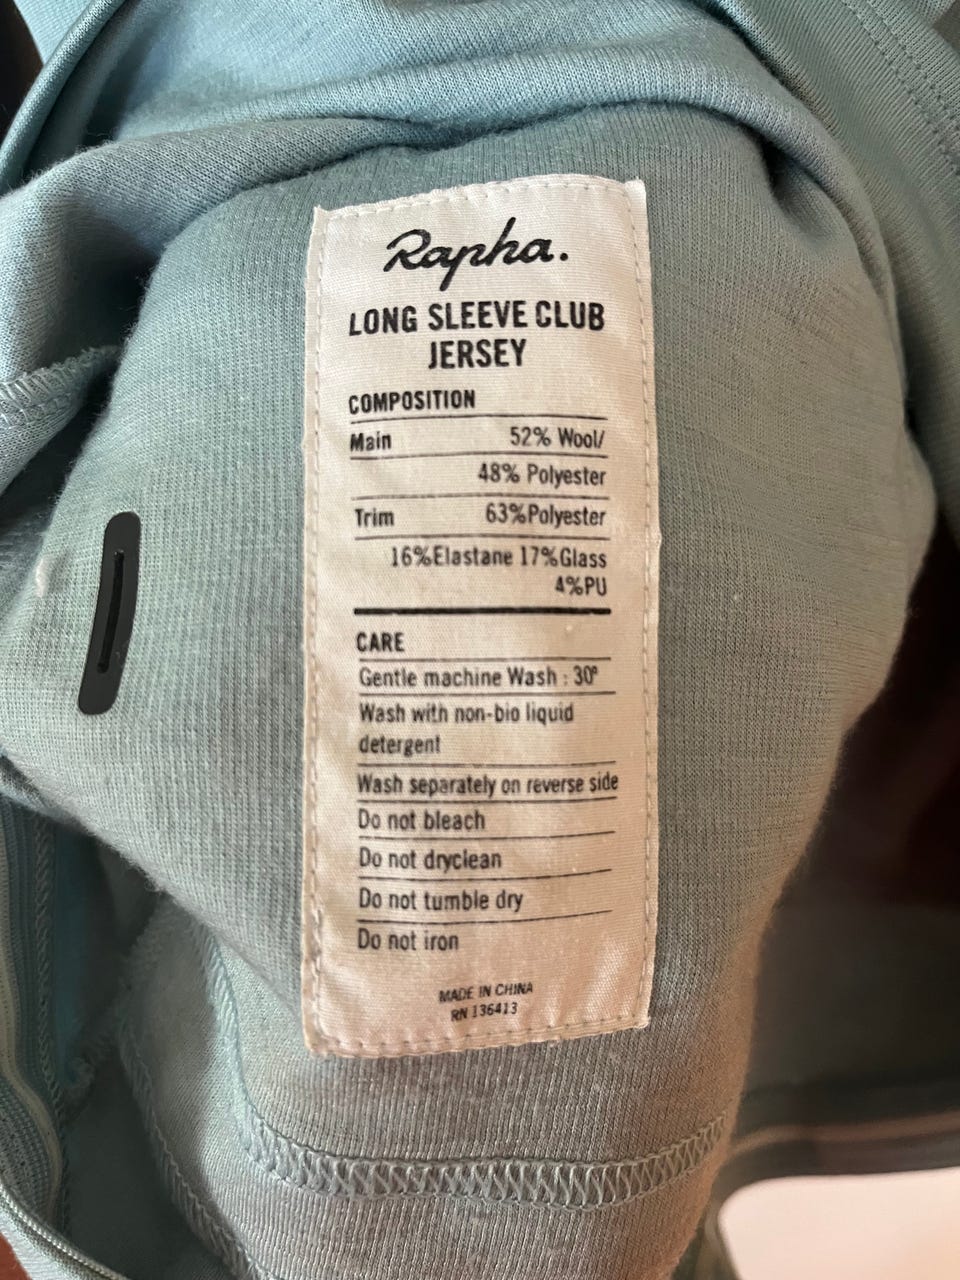 Rapha.
LONG SLEEVE CLUB
JERSEY
COMPOSITION
Main 52% Wool/
48% Polyester
Trim 63%Polyester
16%Elastane 17%Glass
4%PU
CARE
Gentle machine Wash : 30°
Wash with non-bio liquid
detergent
Wash separately on reverse side
Do not bleach
Do not dryclean
Do not tumble dry
Do not iron
MADE IN CHINA
RN 136413